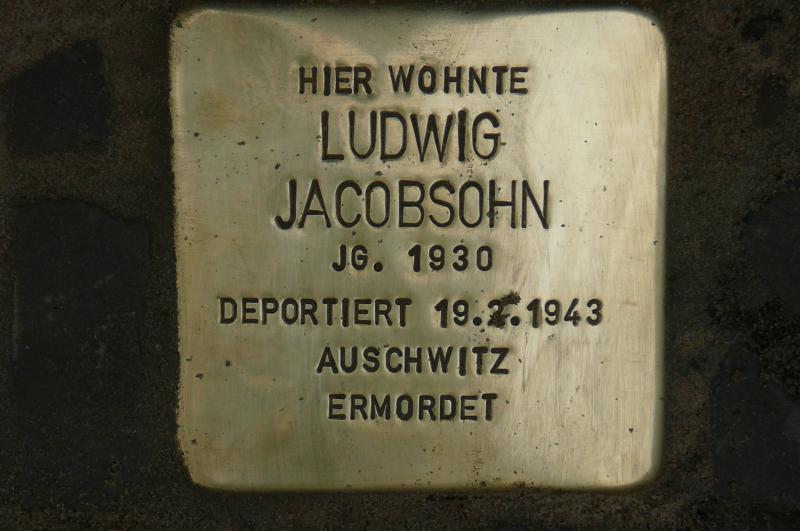 HIER WOHNTE
LUDWIG
JACOBSOHN
JG. 1930
DEPORTIERT 19.2.1943
AUSCHWITZ
ERMORDET